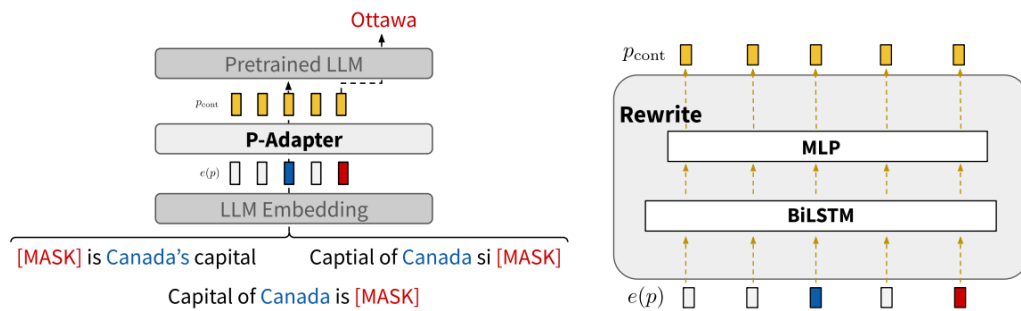 Ottawa
Pretrained LLM
p_cont
P-Adapter
e(p)
LLM Embedding
[MASK] is Canada's capital
Captial of Canada si [MASK]
Capital of Canada is [MASK]
p_cont
Rewrite
MLP
BiLSTM
e(p)